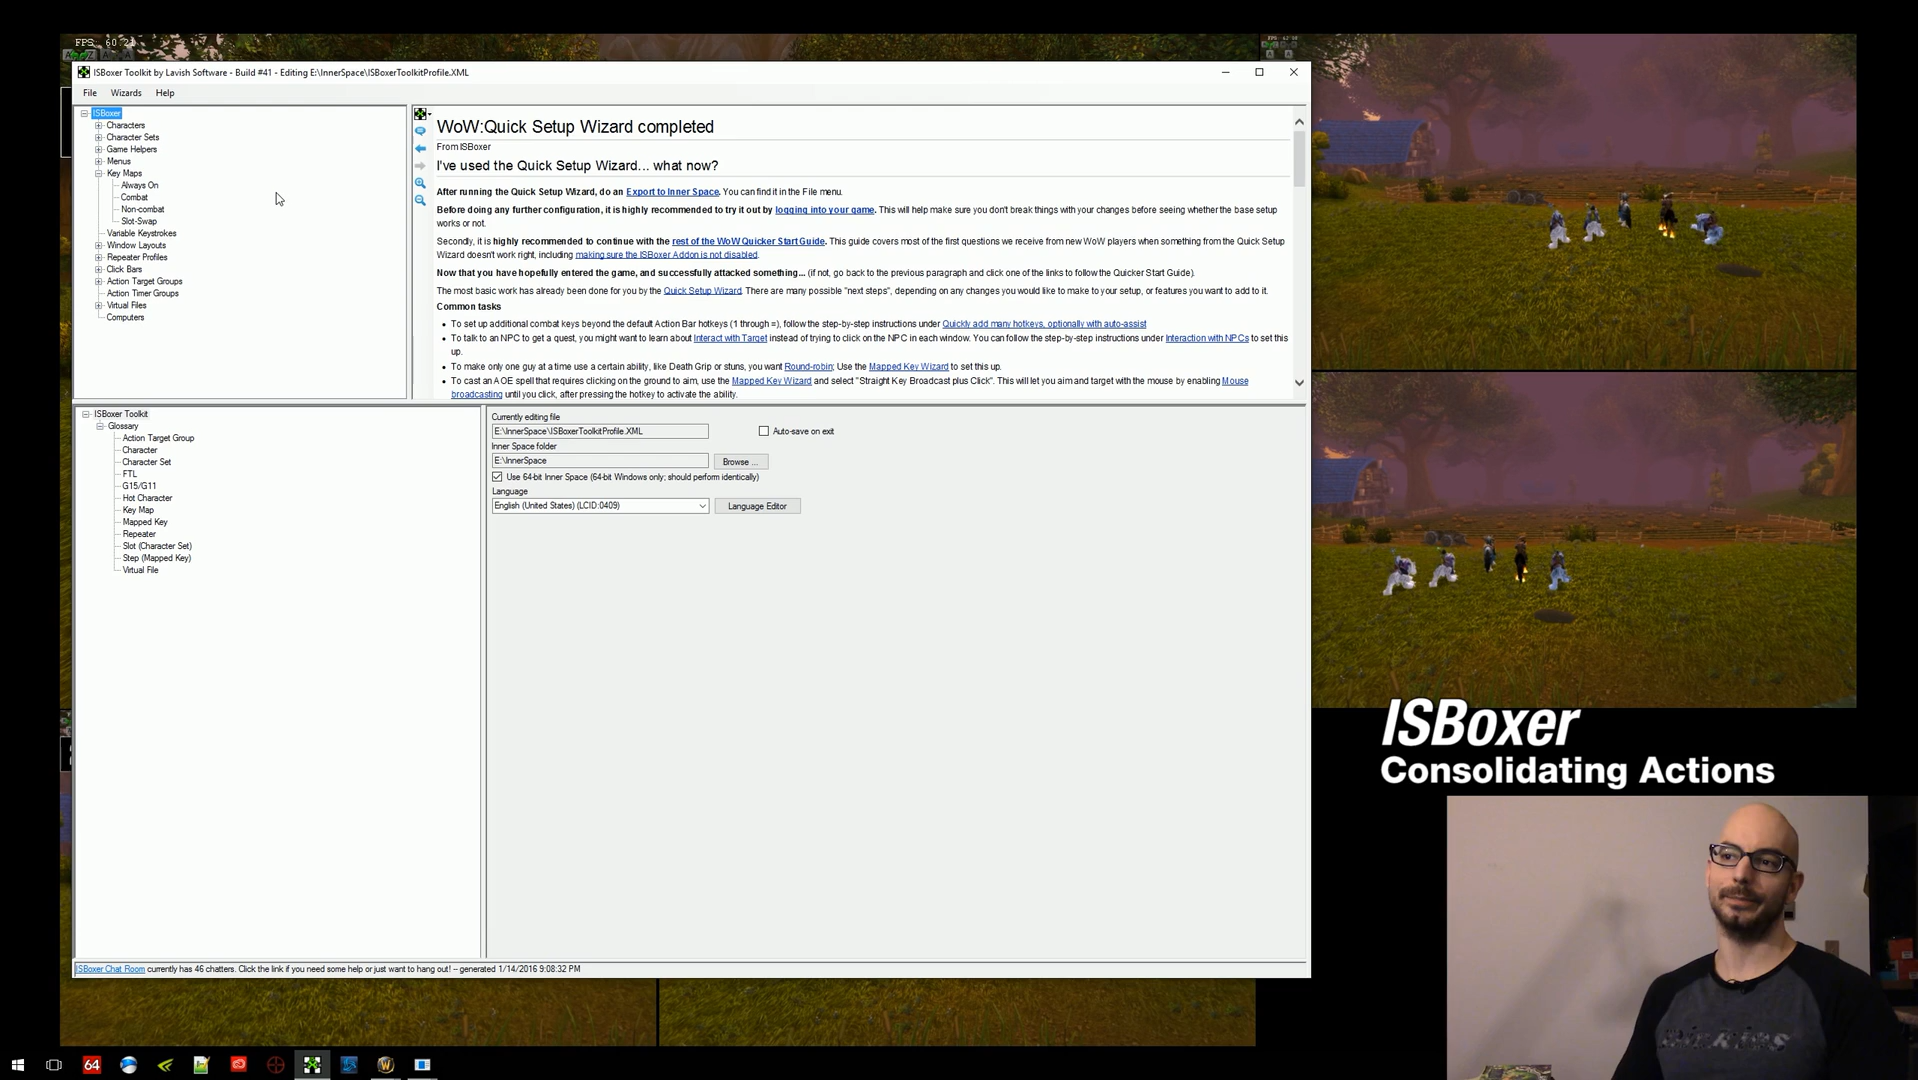 FPS: 60.21
ISBoxer Toolkit by Lavish Software - Build #41 - Editing E:\InnerSpace\ISBoxerToolkitProfile.XML
File Wizards Help
ISBoxer
Characters
Character Sets
Game Helpers
Menus
Key Maps
Always On
Combat
Non-combat
Slot-Swap
Variable Keystrokes
Window Layouts
Repeater Profiles
Click Bars
Action Target Groups
Action Timer Groups
Virtual Files
Computers
WoW:Quick Setup Wizard completed
From ISBoxer
I've used the Quick Setup Wizard... what now?
After running the Quick Setup Wizard, do an Export to Inner Space. You can find it in the File menu.
Before doing any further configuration, it is highly recommended to try it out by logging into your game. This will help make sure you don't break things with your changes before seeing whether the base setup
works or not.
Secondly, it is highly recommended to continue with the rest of the WoW Quicker Start Guide. This guide covers most of the first questions we receive from new WoW players when something from the Quick Setup
Wizard doesn't work right, including making sure the ISBoxer Addon is not disabled.
Now that you have hopefully entered the game, and successfully attacked something... (if not, go back to the previous paragraph and click one of the links to follow the Quicker Start Guide).
The most basic work has already been done for you by the Quick Setup Wizard. There are many possible "next steps", depending on any changes you would like to make to your setup, or features you want to add to it.
Common tasks
• To set up additional combat keys beyond the default Action Bar hotkeys (1 through =), follow the step-by-step instructions under Quickly add many hotkeys, optionally with auto-assist
• To talk to an NPC to get a quest, you might want to learn about Interact with Target instead of trying to click on the NPC in each window. You can follow the step-by-step instructions under Interaction with NPCs to set this
up.
• To make only one guy at a time use a certain ability, like Death Grip or stuns, you want Round-robin; Use the Mapped Key Wizard to set this up.
• To cast an AOE spell that requires clicking on the ground to aim, use the Mapped Key Wizard and select "Straight Key Broadcast plus Click". This will let you aim and target with the mouse by enabling Mouse
broadcasting until you click, after pressing the hotkey to activate the ability.
ISBoxer Toolkit
Glossary
Action Target Group
Character
Character Set
FTL
G15/G11
Hot Character
Key Map
Mapped Key
Repeater
Slot (Character Set)
Step (Mapped Key)
Virtual File
Currently editing file
E:\InnerSpace\ISBoxerToolkitProfile.XML
Auto-save on exit
Inner Space folder
E:\InnerSpace
Browse ...
Use 64-bit Inner Space (64-bit Windows only; should perform identically)
Language
English (United States) (LCID:0409)
Language Editor
ISBoxer
Consolidating Actions
ISBoxer Chat Room currently has 46 chatters. Click the link if you need some help or just want to hang out! -- generated 1/14/2016 9:08:32 PM
64